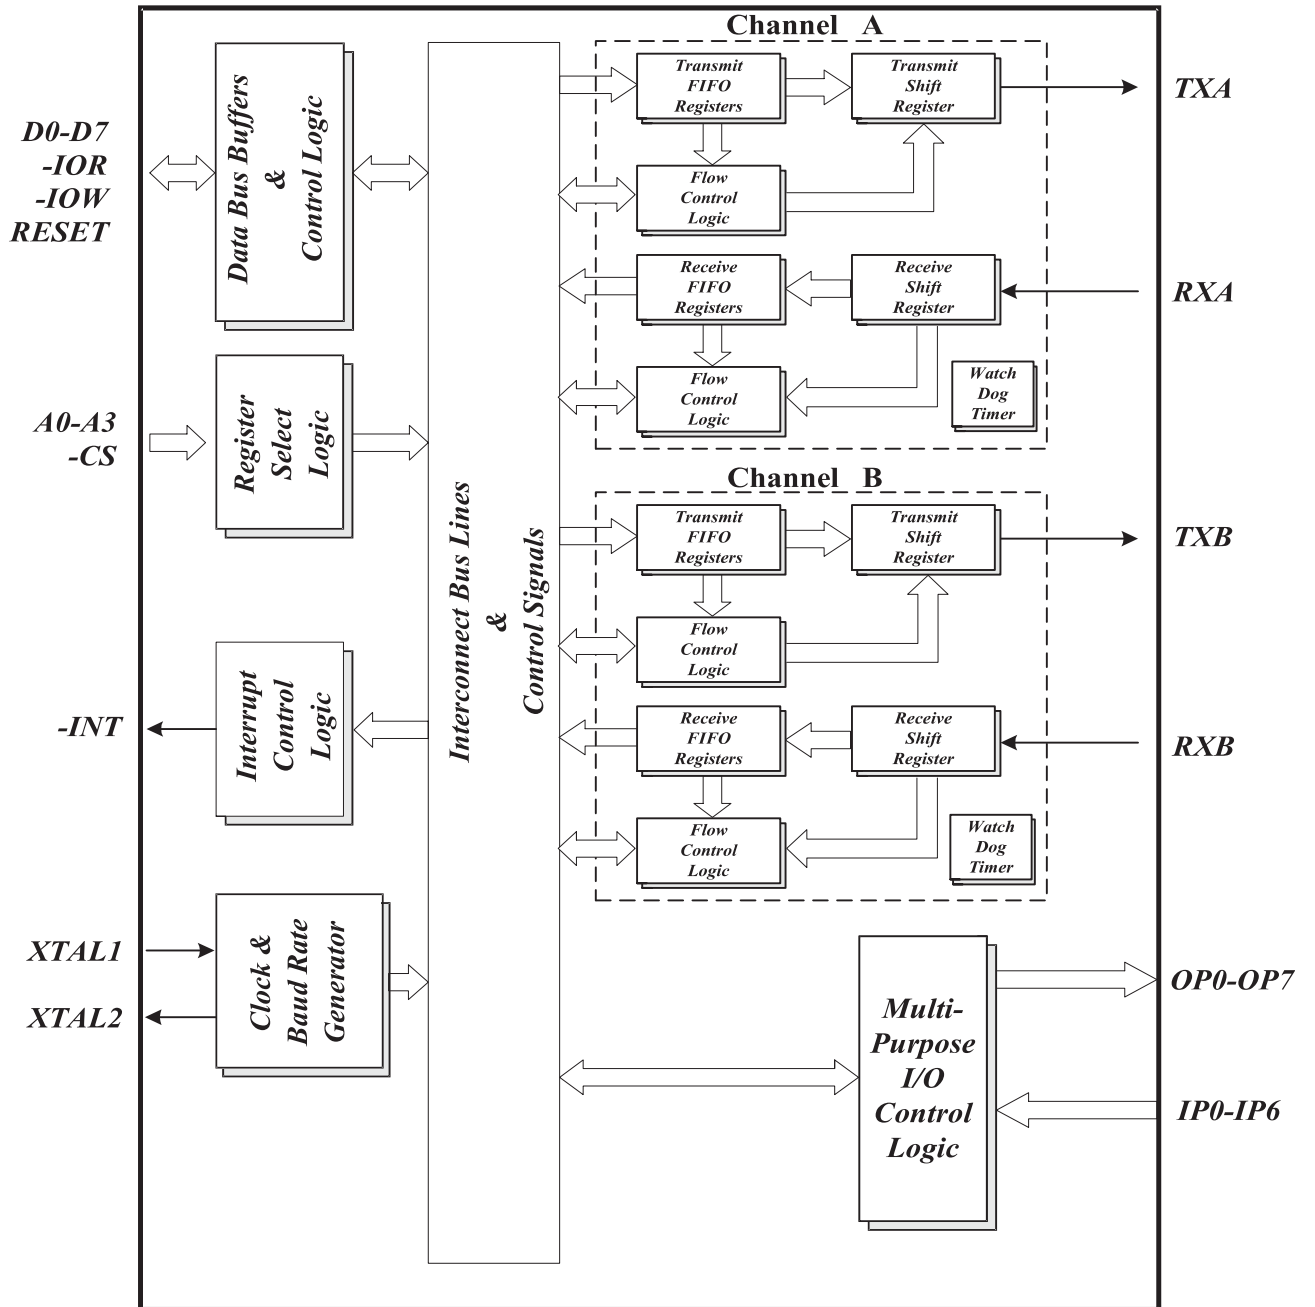 D0-D7
-IOR
-IOW
RESET
A0-A3
-CS
-INT
XTAL1
XTAL2
Data Bus Buffers
&
Control Logic
Register
Select
Logic
Interrupt
Control
Logic
Clock &
Baud Rate
Generator
Interconnect Bus Lines
&
Control Signals
Channel A
Transmit
FIFO
Registers
Transmit
Shift
Register
Flow
Control
Logic
Receive
FIFO
Registers
Receive
Shift
Register
Flow
Control
Logic
Watch
Dog
Timer
Channel B
Transmit
FIFO
Registers
Transmit
Shift
Register
Flow
Control
Logic
Receive
FIFO
Registers
Receive
Shift
Register
Flow
Control
Logic
Watch
Dog
Timer
Multi-
Purpose
I/O
Control
Logic
TXA
RXA
TXB
RXB
OP0-OP7
IP0-IP6